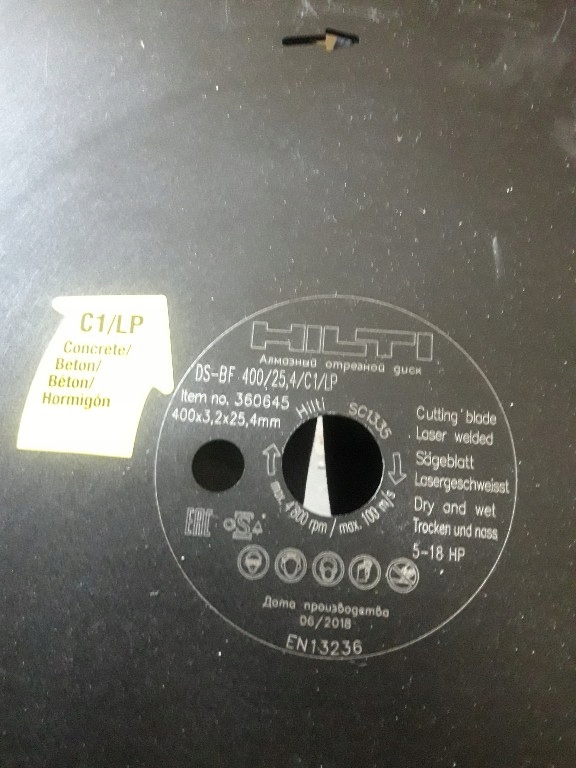 C1/LP
Concrete/
Beton/
Béton/
Hormigón
HILTI
Алмазный отрезной диск
DS-BF 400/25,4/C1/LP
Item no. 360645
400x3,2x25,4mm
Hilti SC1335
max. 4'800 rpm / max. 100 m/s
Cutting blade
Laser welded
Sägeblatt
Lasergeschweisst
Dry and wet
Trocken und nass
5-18 HP
EAC
oSa
Дата производства
06/2018
EN13236